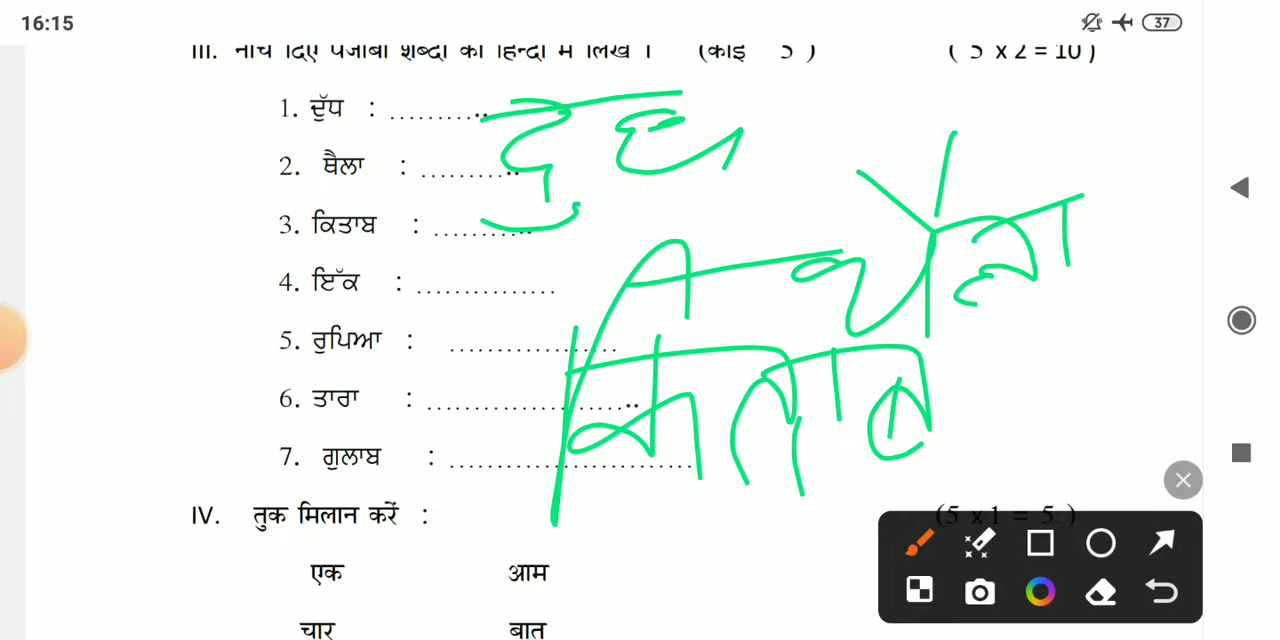 16:15 37
III. नीचे दिए पंजाबी शब्दों को हिन्दी में लिखें । (कोई 5 ) ( 5 x 2 = 10 )
1. ਦੁੱਧ : ........... दुध
2. ਥੈਲਾ : ........... थैला
3. ਕਿਤਾਬ : ........... किताब
4. ਇੱਕ : ..............
5. ਰੁਪਿਆ : .................
6. ਤਾਰਾ : ......................
7. ਗੁਲਾਬ : .........................
IV. तुक मिलान करें : (5 x1 = 5 )
एक आम
चार बात